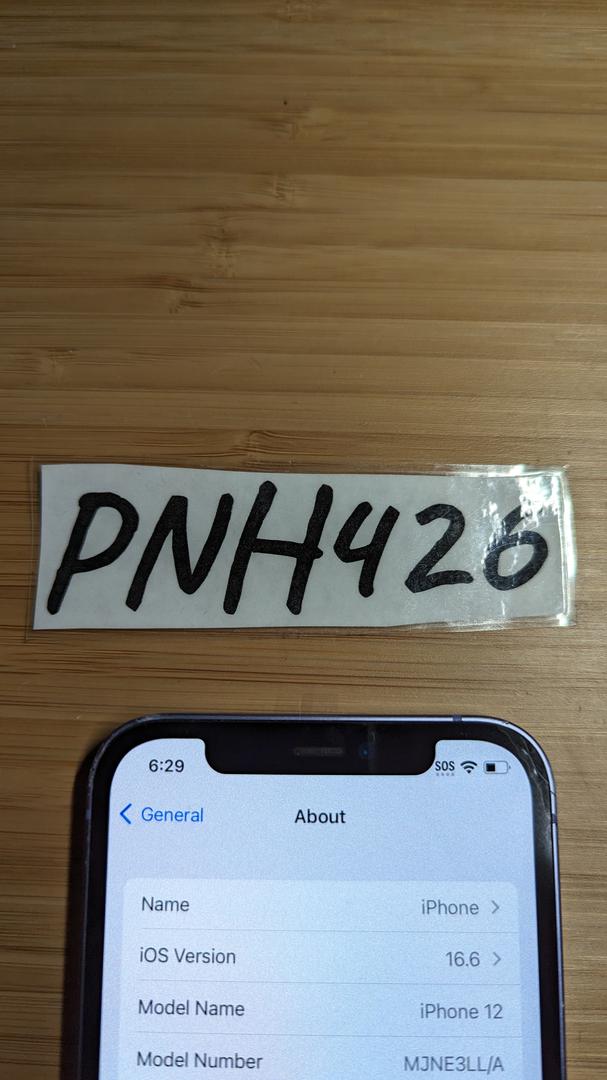 PNH426
6:29 SOS
General About
Name iPhone
iOS Version 16.6
Model Name iPhone 12
Model Number MJNE3LL/A